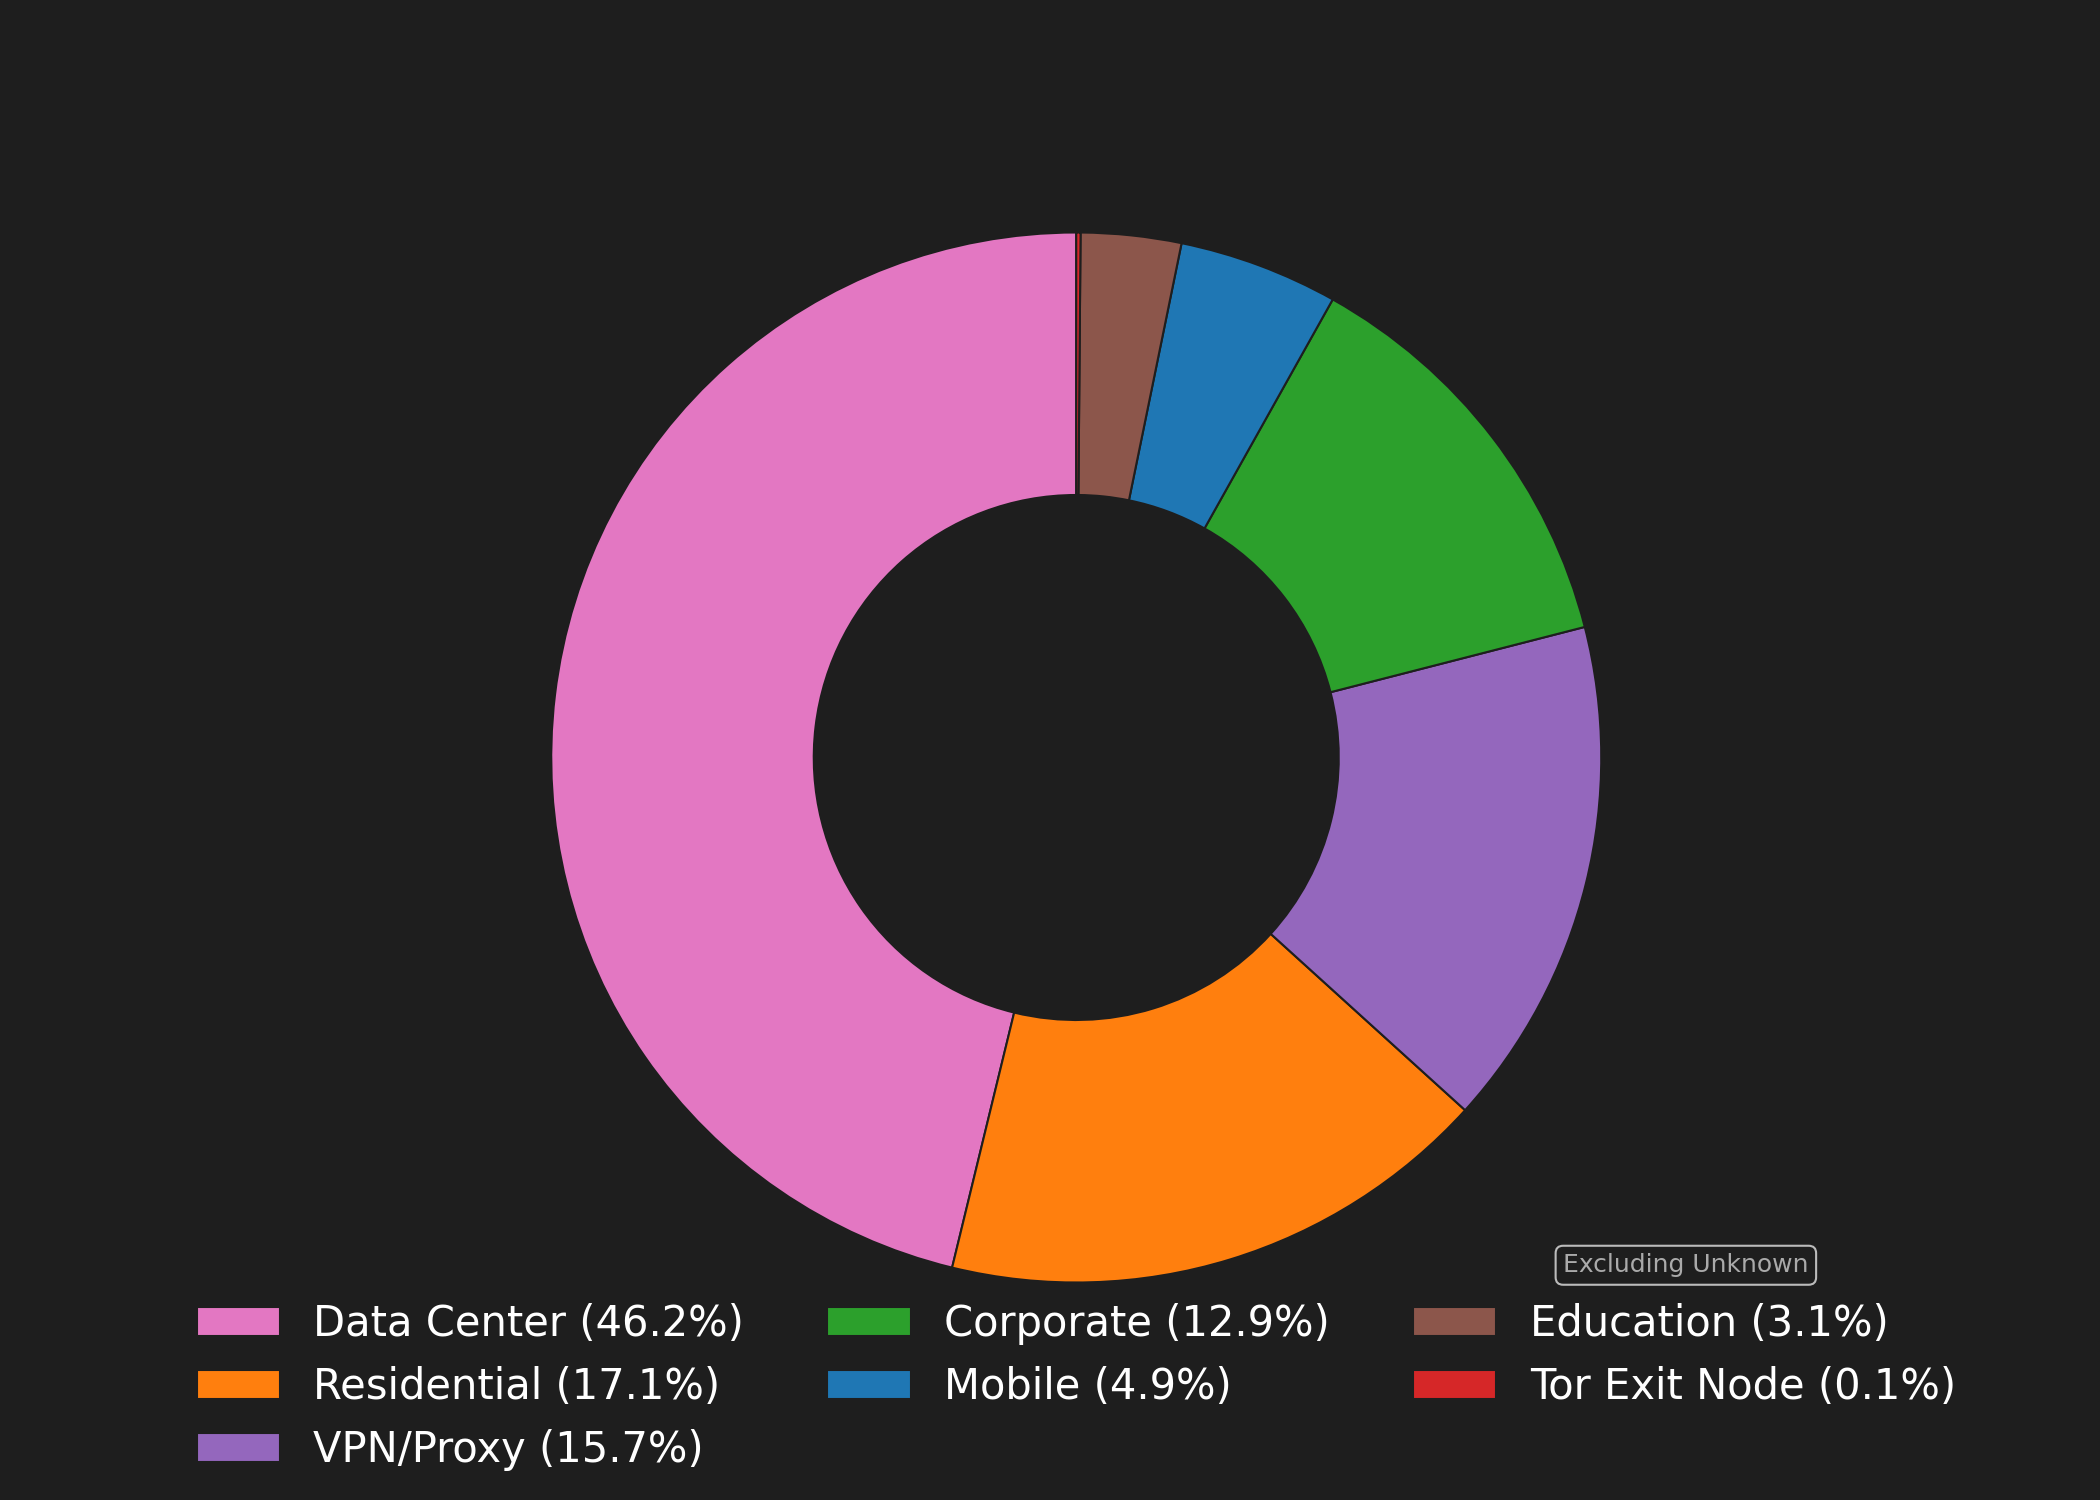 Excluding Unknown
Data Center (46.2%)
Residential (17.1%)
VPN/Proxy (15.7%)
Corporate (12.9%)
Mobile (4.9%)
Education (3.1%)
Tor Exit Node (0.1%)